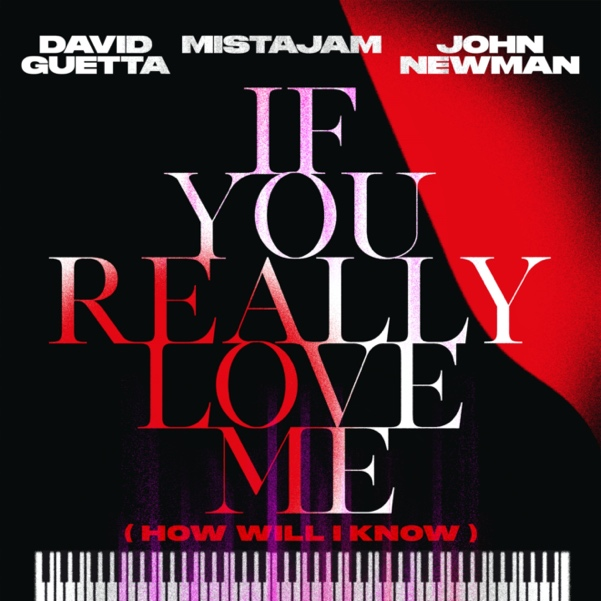 DAVID GUETTA
MISTAJAM
JOHN NEWMAN
IF
YOU
REALLY
LOVE
ME
( HOW WILL I KNOW )